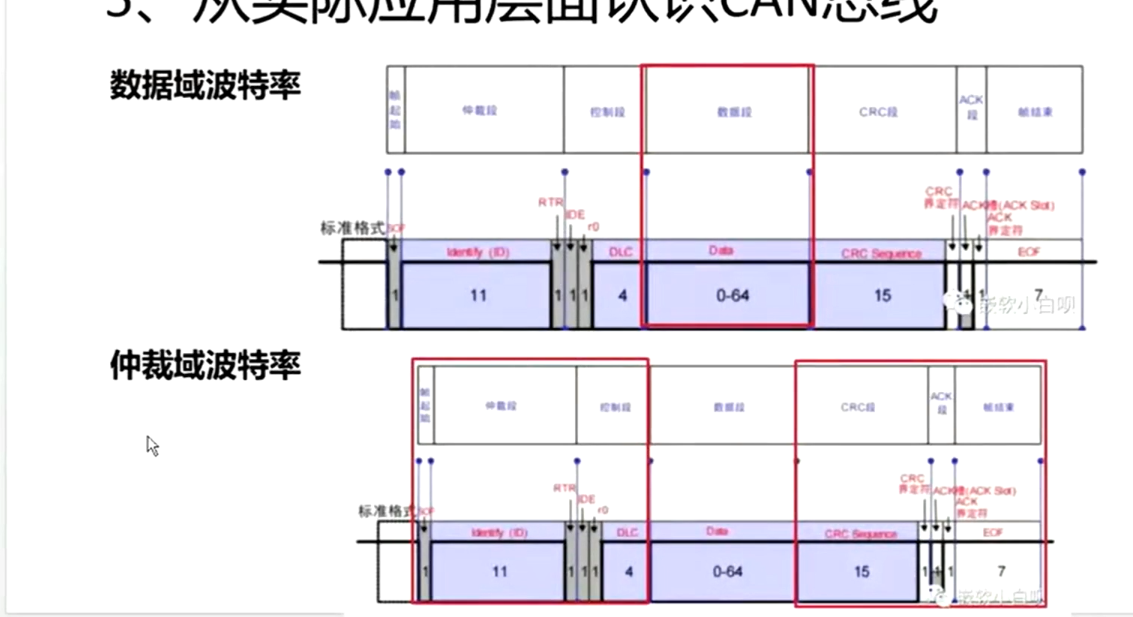 5、从实际应用层面认识CAN总线
数据域波特率
帧起始 仲裁段 控制段 数据段 CRC段 ACK段 帧结束
RTR IDE r0 CRC界定符 ACK槽(ACK Slot) ACK界定符
标准格式 SOF Identify (ID) DLC Data CRC Sequence EOF
1 11 1 1 1 4 0-64 15 1 1 7
嵌软小白呗
仲裁域波特率
帧起始 仲裁段 控制段 数据段 CRC段 ACK段 帧结束
RTR IDE r0 CRC界定符 ACK槽(ACK Slot) ACK界定符
标准格式 SOF Identify (ID) DLC Data CRC Sequence EOF
1 11 1 1 1 4 0-64 15 1 1 1 7
嵌软小白呗